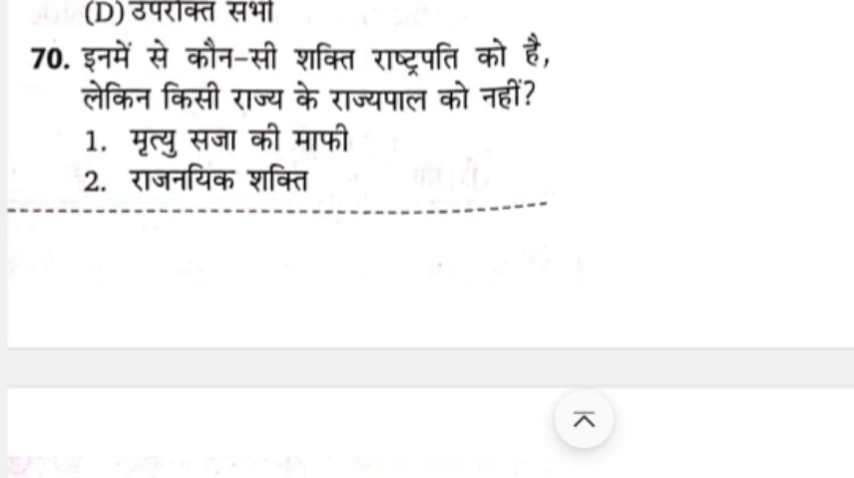 (D) उपरोक्त सभी
70. इनमें से कौन-सी शक्ति राष्ट्रपति को है,
लेकिन किसी राज्य के राज्यपाल को नहीं?
1. मृत्यु सजा की माफी
2. राजनयिक शक्ति